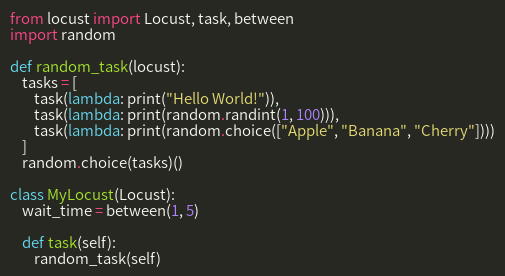 from locust import Locust, task, between
import random

def random_task(locust):
    tasks = [
        task(lambda: print("Hello World!")),
        task(lambda: print(random.randint(1, 100))),
        task(lambda: print(random.choice(["Apple", "Banana", "Cherry"])))
    ]
    random.choice(tasks)()

class MyLocust(Locust):
    wait_time = between(1, 5)

    def task(self):
        random_task(self)